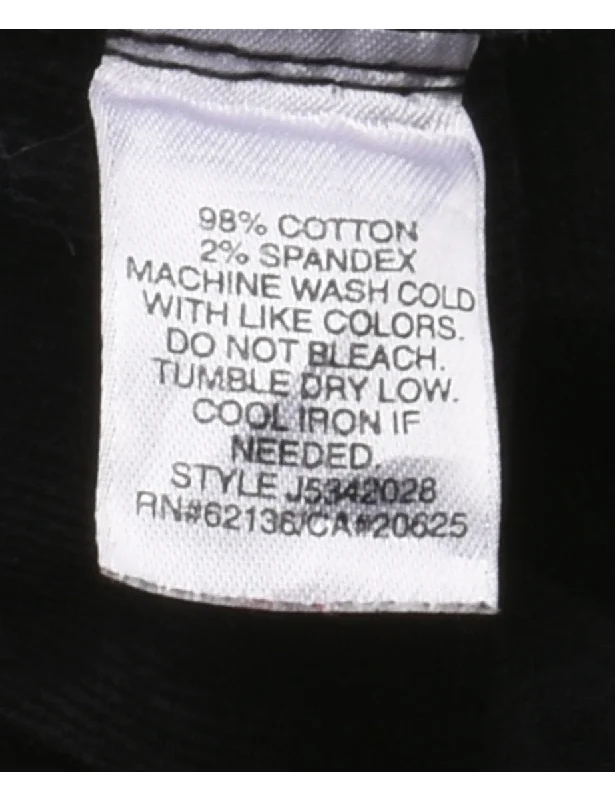 98% COTTON
2% SPANDEX
MACHINE WASH COLD
WITH LIKE COLORS.
DO NOT BLEACH.
TUMBLE DRY LOW.
COOL IRON IF
NEEDED.
STYLE J5342028
RN#62136/CA#20625